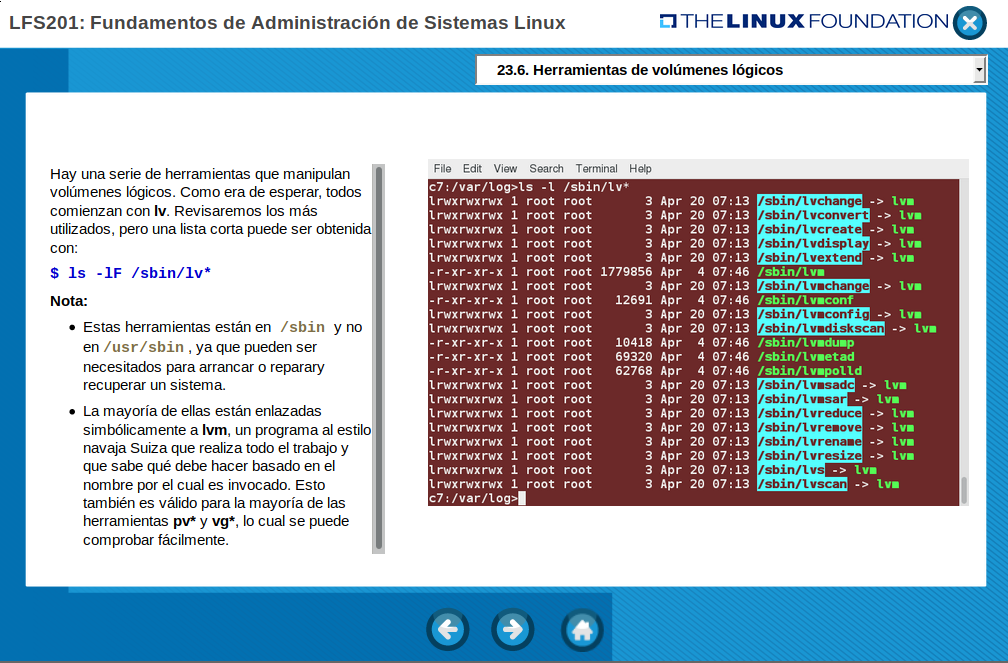 LFS201: Fundamentos de Administración de Sistemas Linux
THE LINUX FOUNDATION
23.6. Herramientas de volúmenes lógicos
Hay una serie de herramientas que manipulan
volúmenes lógicos. Como era de esperar, todos
comienzan con lv. Revisaremos los más
utilizados, pero una lista corta puede ser obtenida
con:
$ ls -lF /sbin/lv*
Nota:
• Estas herramientas están en /sbin y no
en /usr/sbin , ya que pueden ser
necesitados para arrancar o reparary
recuperar un sistema.
• La mayoría de ellas están enlazadas
simbólicamente a lvm, un programa al estilo
navaja Suiza que realiza todo el trabajo y
que sabe qué debe hacer basado en el
nombre por el cual es invocado. Esto
también es válido para la mayoría de las
herramientas pv* y vg*, lo cual se puede
comprobar fácilmente.
File Edit View Search Terminal Help
c7:/var/log>ls -l /sbin/lv*
lrwxrwxrwx 1 root root 3 Apr 20 07:13 /sbin/lvchange -> lvm
lrwxrwxrwx 1 root root 3 Apr 20 07:13 /sbin/lvconvert -> lvm
lrwxrwxrwx 1 root root 3 Apr 20 07:13 /sbin/lvcreate -> lvm
lrwxrwxrwx 1 root root 3 Apr 20 07:13 /sbin/lvdisplay -> lvm
lrwxrwxrwx 1 root root 3 Apr 20 07:13 /sbin/lvextend -> lvm
-r-xr-xr-x 1 root root 1779856 Apr 4 07:46 /sbin/lvm
lrwxrwxrwx 1 root root 3 Apr 20 07:13 /sbin/lvmchange -> lvm
-r-xr-xr-x 1 root root 12691 Apr 4 07:46 /sbin/lvmconf
lrwxrwxrwx 1 root root 3 Apr 20 07:13 /sbin/lvmconfig -> lvm
lrwxrwxrwx 1 root root 3 Apr 20 07:13 /sbin/lvmdiskscan -> lvm
-r-xr-xr-x 1 root root 10418 Apr 4 07:46 /sbin/lvmdump
-r-xr-xr-x 1 root root 69320 Apr 4 07:46 /sbin/lvmetad
-r-xr-xr-x 1 root root 62768 Apr 4 07:46 /sbin/lvmpolld
lrwxrwxrwx 1 root root 3 Apr 20 07:13 /sbin/lvmsadc -> lvm
lrwxrwxrwx 1 root root 3 Apr 20 07:13 /sbin/lvmsar -> lvm
lrwxrwxrwx 1 root root 3 Apr 20 07:13 /sbin/lvreduce -> lvm
lrwxrwxrwx 1 root root 3 Apr 20 07:13 /sbin/lvremove -> lvm
lrwxrwxrwx 1 root root 3 Apr 20 07:13 /sbin/lvrename -> lvm
lrwxrwxrwx 1 root root 3 Apr 20 07:13 /sbin/lvresize -> lvm
lrwxrwxrwx 1 root root 3 Apr 20 07:13 /sbin/lvs -> lvm
lrwxrwxrwx 1 root root 3 Apr 20 07:13 /sbin/lvscan -> lvm
c7:/var/log>